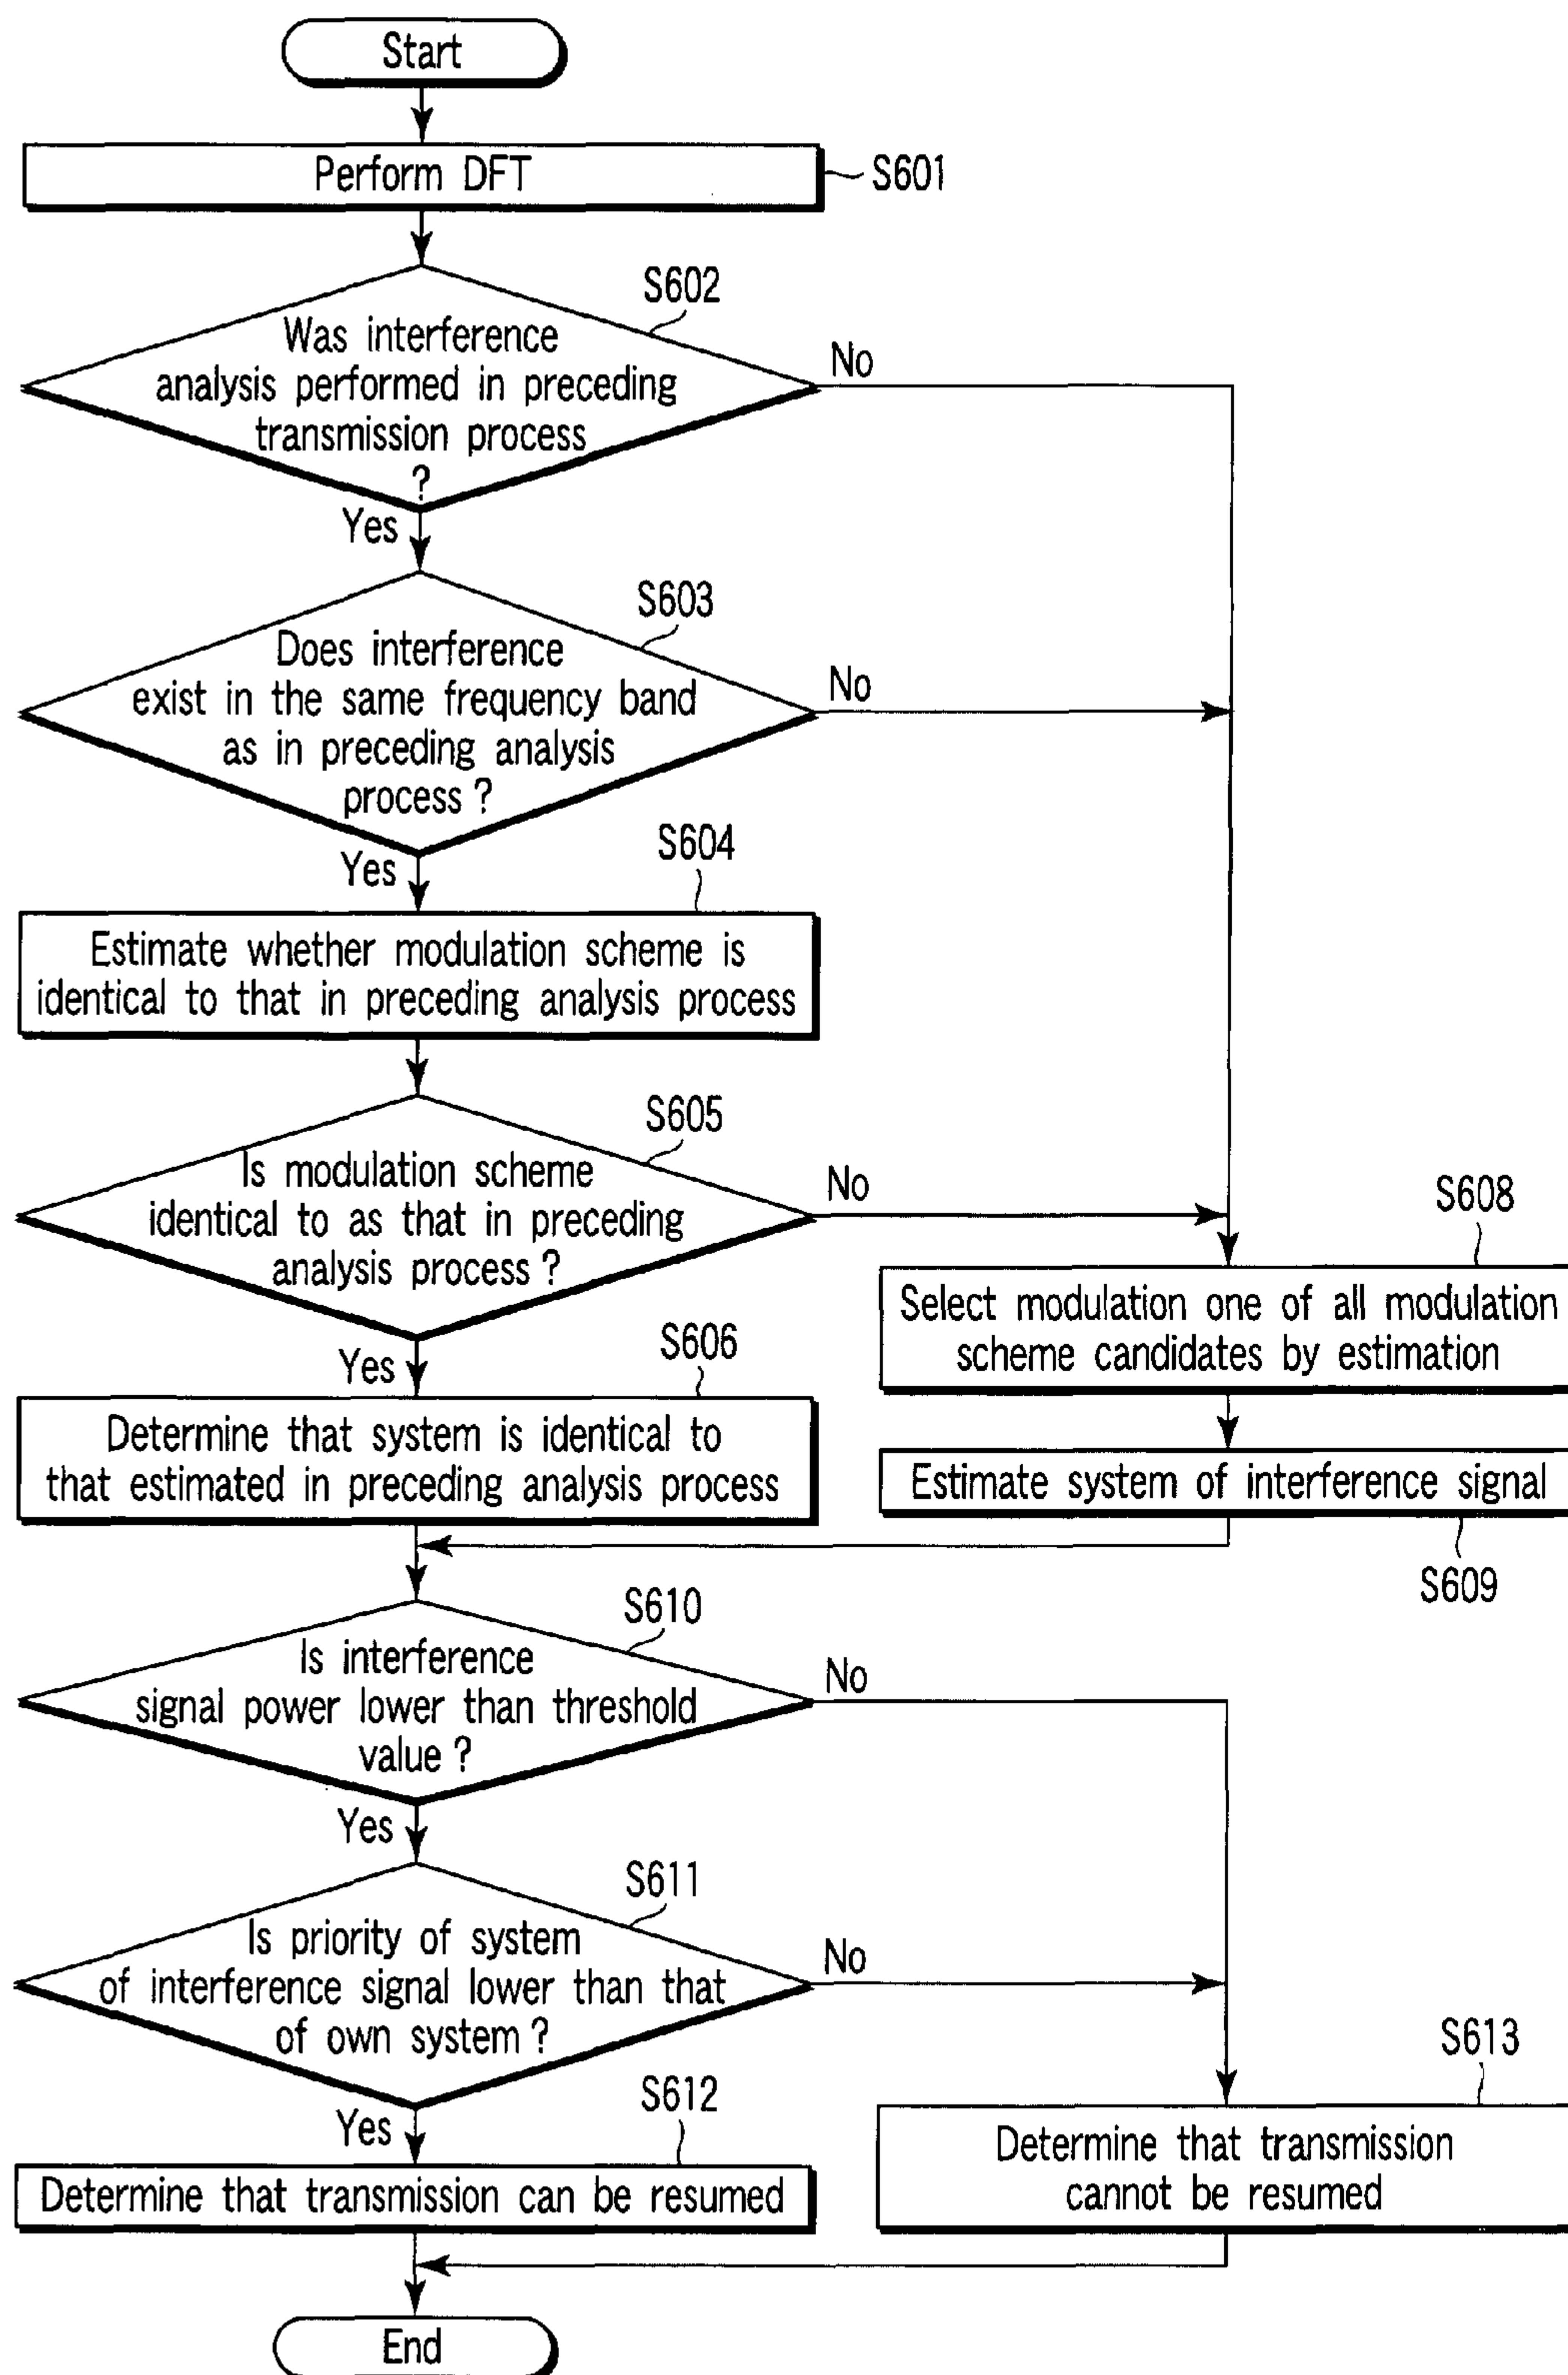 Start
Perform DFT
S601
S602
Was interference
analysis performed in preceding
transmission process
?
No
Yes
S603
Does interference
exist in the same frequency band
as in preceding analysis
process ?
No
Yes
S604
Estimate whether modulation scheme is
identical to that in preceding analysis process
S605
Is modulation scheme
identical to as that in preceding
analysis process ?
No
Yes
S608
Select modulation one of all modulation
scheme candidates by estimation
S606
Determine that system is identical to
that estimated in preceding analysis process
Estimate system of interference signal
S609
S610
Is interference
signal power lower than threshold
value ?
No
Yes
S611
Is priority of system
of interference signal lower than that
of own system ?
No
Yes
S612
Determine that transmission can be resumed
S613
Determine that transmission
cannot be resumed
End